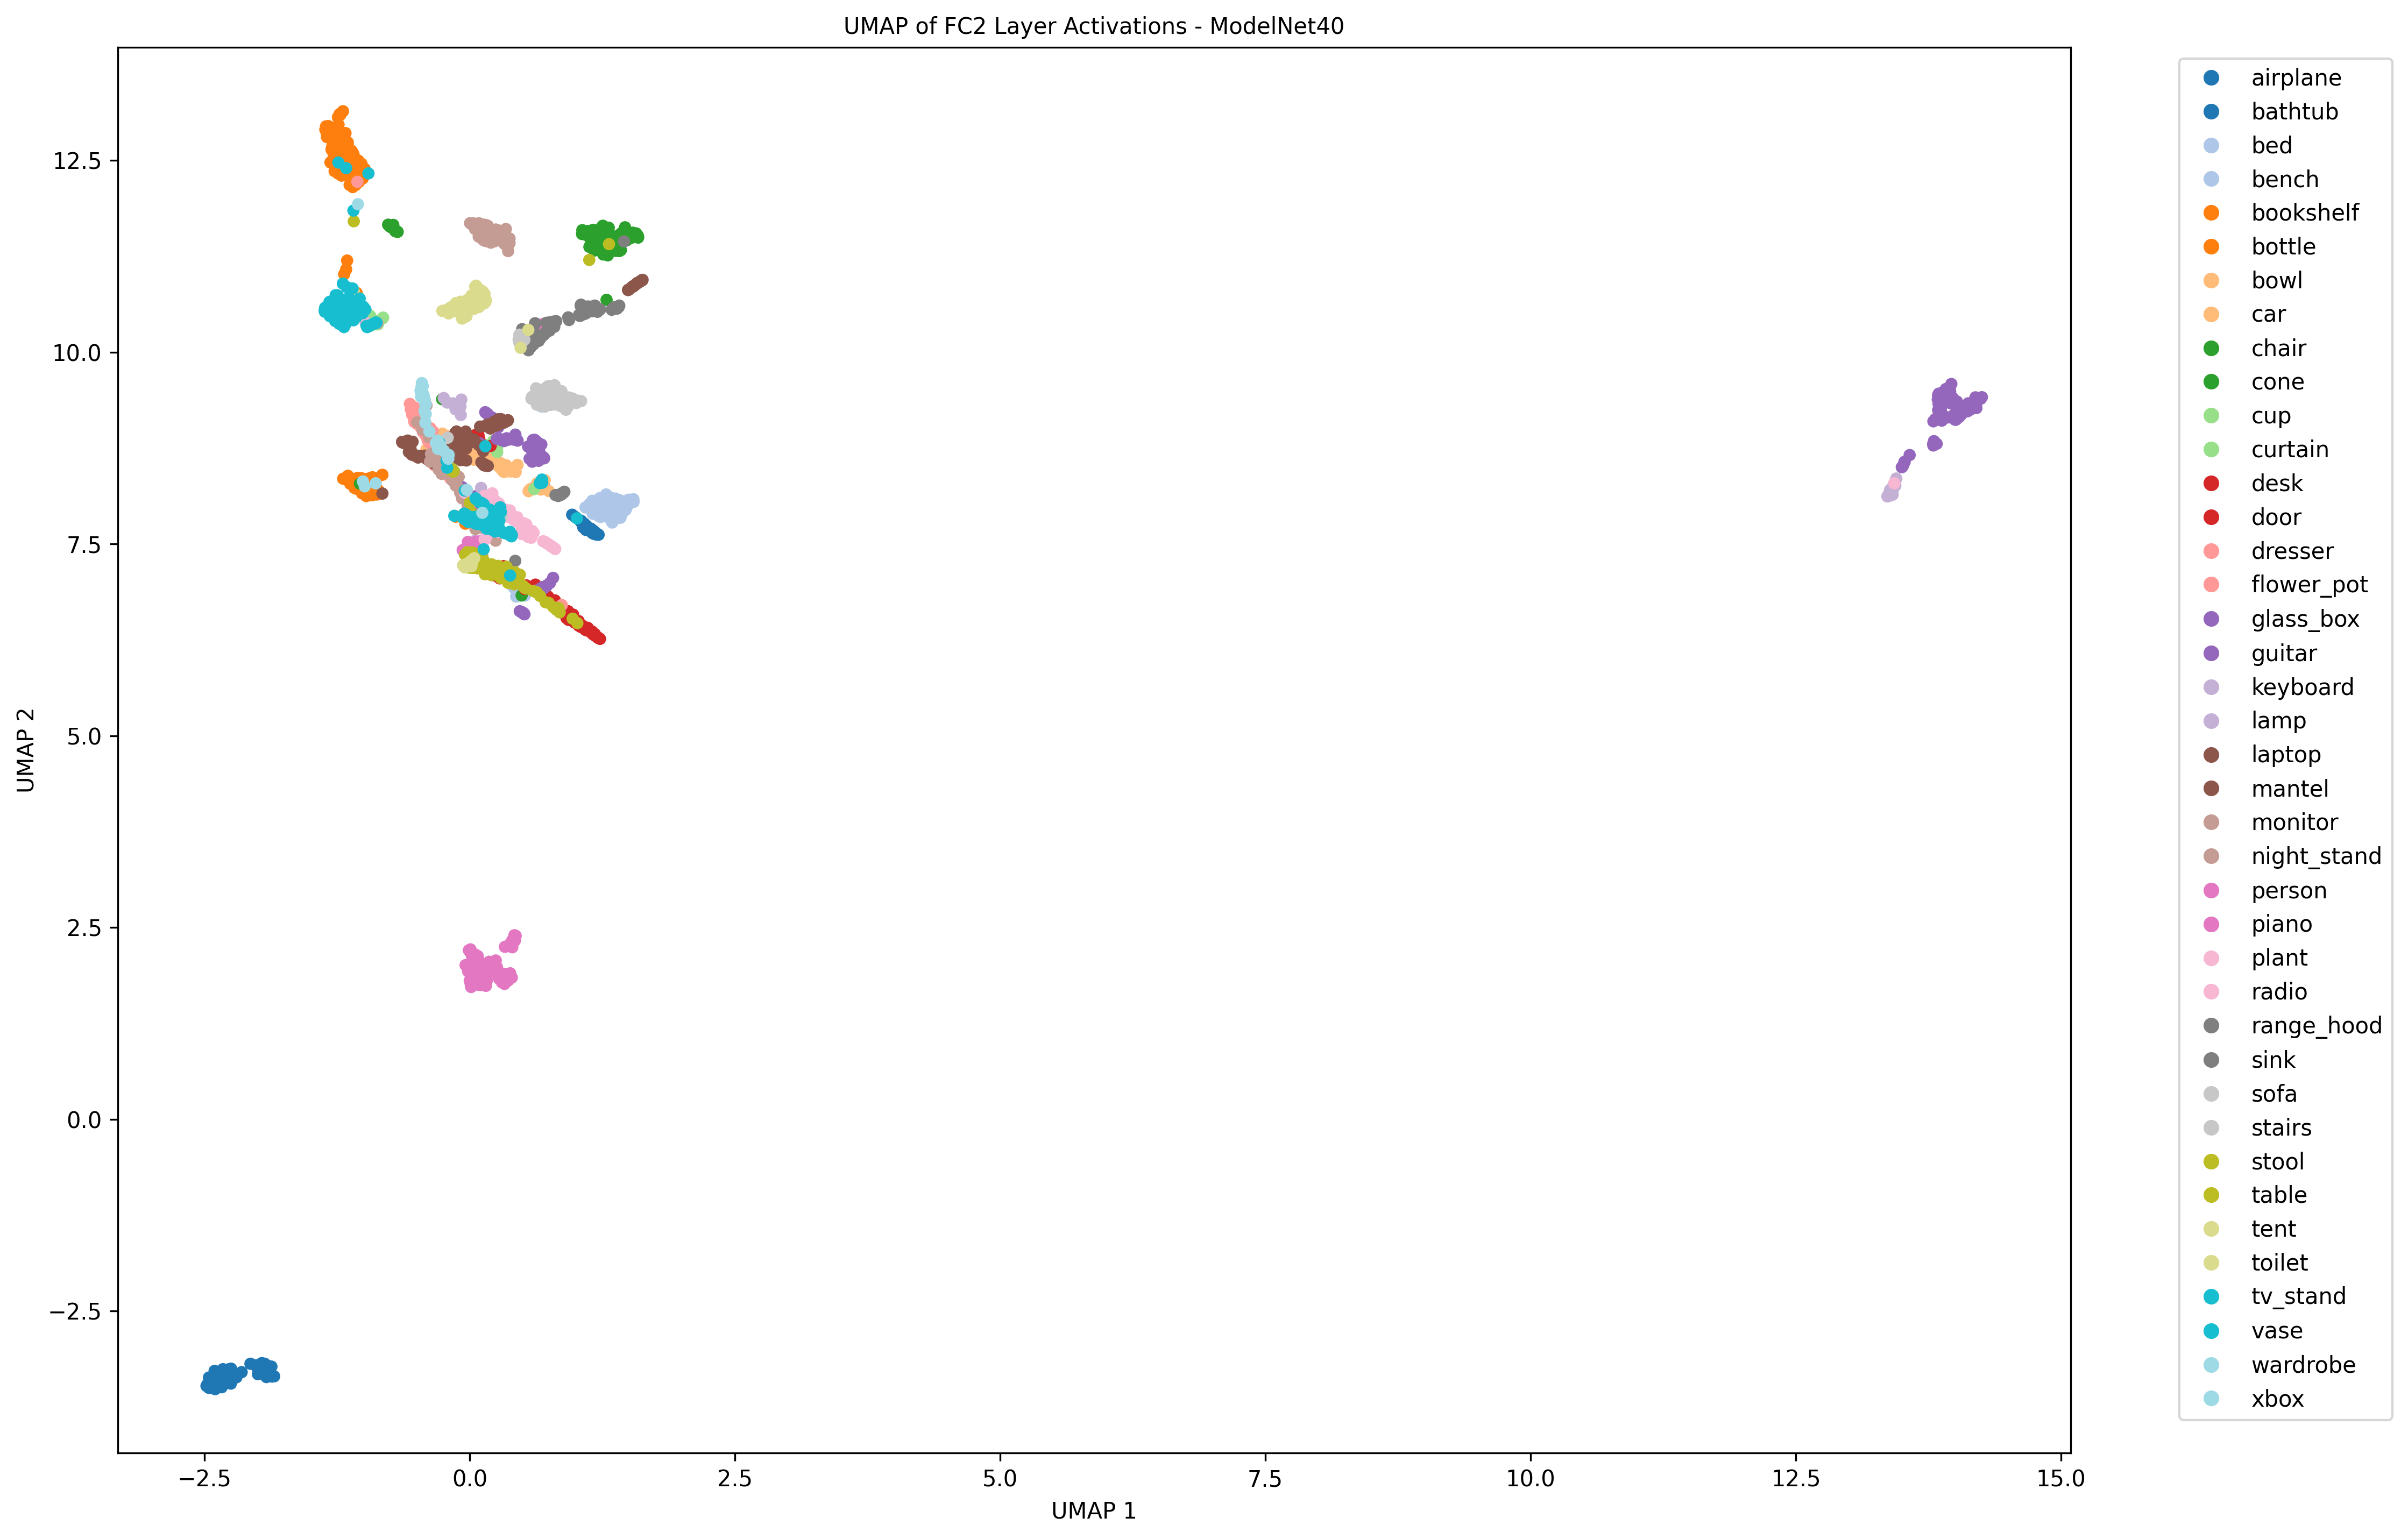 UMAP of FC2 Layer Activations - ModelNet40
12.5
10.0
7.5
5.0
2.5
0.0
−2.5
UMAP 2
−2.5
0.0
2.5
5.0
7.5
10.0
12.5
15.0
UMAP 1
airplane
bathtub
bed
bench
bookshelf
bottle
bowl
car
chair
cone
cup
curtain
desk
door
dresser
flower_pot
glass_box
guitar
keyboard
lamp
laptop
mantel
monitor
night_stand
person
piano
plant
radio
range_hood
sink
sofa
stairs
stool
table
tent
toilet
tv_stand
vase
wardrobe
xbox